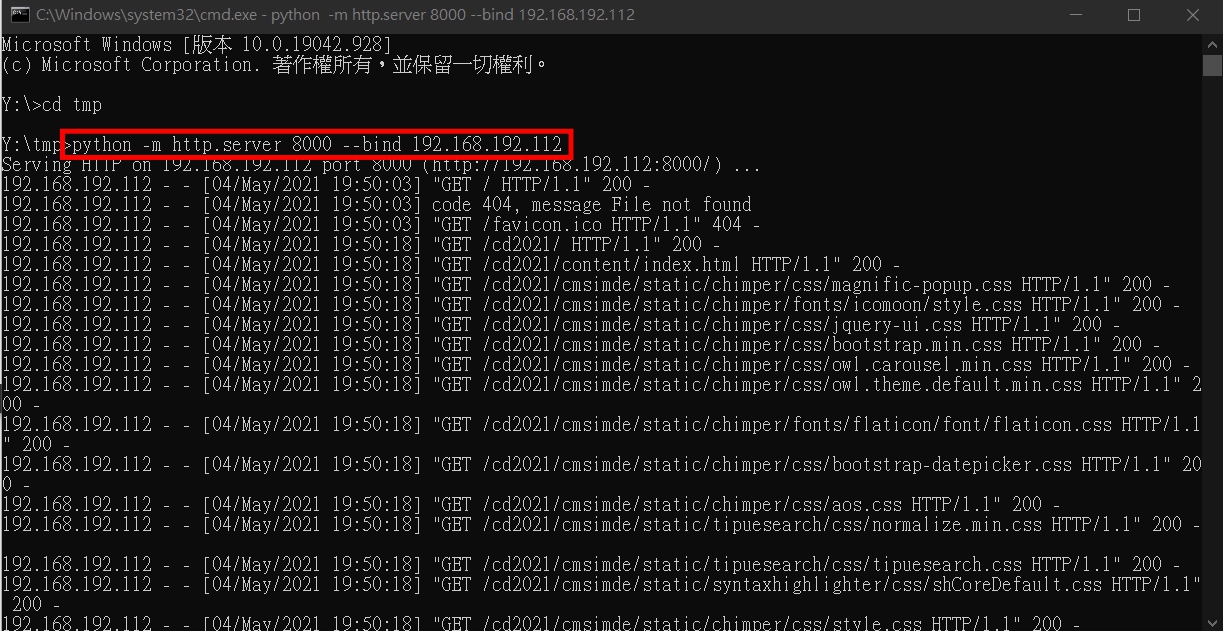 C:\Windows\system32\cmd.exe - python  -m http.server 8000 --bind 192.168.192.112
Microsoft Windows [版本 10.0.19042.928]
(c) Microsoft Corporation. 著作權所有，並保留一切權利。
Y:\>cd tmp
Y:\tmp>python -m http.server 8000 --bind 192.168.192.112
Serving HTTP on 192.168.192.112 port 8000 (http://192.168.192.112:8000/) ...
192.168.192.112 - - [04/May/2021 19:50:03] "GET / HTTP/1.1" 200 -
192.168.192.112 - - [04/May/2021 19:50:03] code 404, message File not found
192.168.192.112 - - [04/May/2021 19:50:03] "GET /favicon.ico HTTP/1.1" 404 -
192.168.192.112 - - [04/May/2021 19:50:18] "GET /cd2021/ HTTP/1.1" 200 -
192.168.192.112 - - [04/May/2021 19:50:18] "GET /cd2021/content/index.html HTTP/1.1" 200 -
192.168.192.112 - - [04/May/2021 19:50:18] "GET /cd2021/cmsimde/static/chimper/css/magnific-popup.css HTTP/1.1" 200 -
192.168.192.112 - - [04/May/2021 19:50:18] "GET /cd2021/cmsimde/static/chimper/fonts/icomoon/style.css HTTP/1.1" 200 -
192.168.192.112 - - [04/May/2021 19:50:18] "GET /cd2021/cmsimde/static/chimper/css/jquery-ui.css HTTP/1.1" 200 -
192.168.192.112 - - [04/May/2021 19:50:18] "GET /cd2021/cmsimde/static/chimper/css/bootstrap.min.css HTTP/1.1" 200 -
192.168.192.112 - - [04/May/2021 19:50:18] "GET /cd2021/cmsimde/static/chimper/css/owl.carousel.min.css HTTP/1.1" 200 -
192.168.192.112 - - [04/May/2021 19:50:18] "GET /cd2021/cmsimde/static/chimper/css/owl.theme.default.min.css HTTP/1.1" 2
00 -
192.168.192.112 - - [04/May/2021 19:50:18] "GET /cd2021/cmsimde/static/chimper/fonts/flaticon/font/flaticon.css HTTP/1.1
" 200 -
192.168.192.112 - - [04/May/2021 19:50:18] "GET /cd2021/cmsimde/static/chimper/css/bootstrap-datepicker.css HTTP/1.1" 20
0 -
192.168.192.112 - - [04/May/2021 19:50:18] "GET /cd2021/cmsimde/static/chimper/css/aos.css HTTP/1.1" 200 -
192.168.192.112 - - [04/May/2021 19:50:18] "GET /cd2021/cmsimde/static/tipuesearch/css/normalize.min.css HTTP/1.1" 200 -
192.168.192.112 - - [04/May/2021 19:50:18] "GET /cd2021/cmsimde/static/tipuesearch/css/tipuesearch.css HTTP/1.1" 200 -
192.168.192.112 - - [04/May/2021 19:50:18] "GET /cd2021/cmsimde/static/syntaxhighlighter/css/shCoreDefault.css HTTP/1.1"
 200 -
192.168.192.112 - - [04/May/2021 19:50:18] "GET /cd2021/cmsimde/static/chimper/css/style.css HTTP/1.1" 200 -